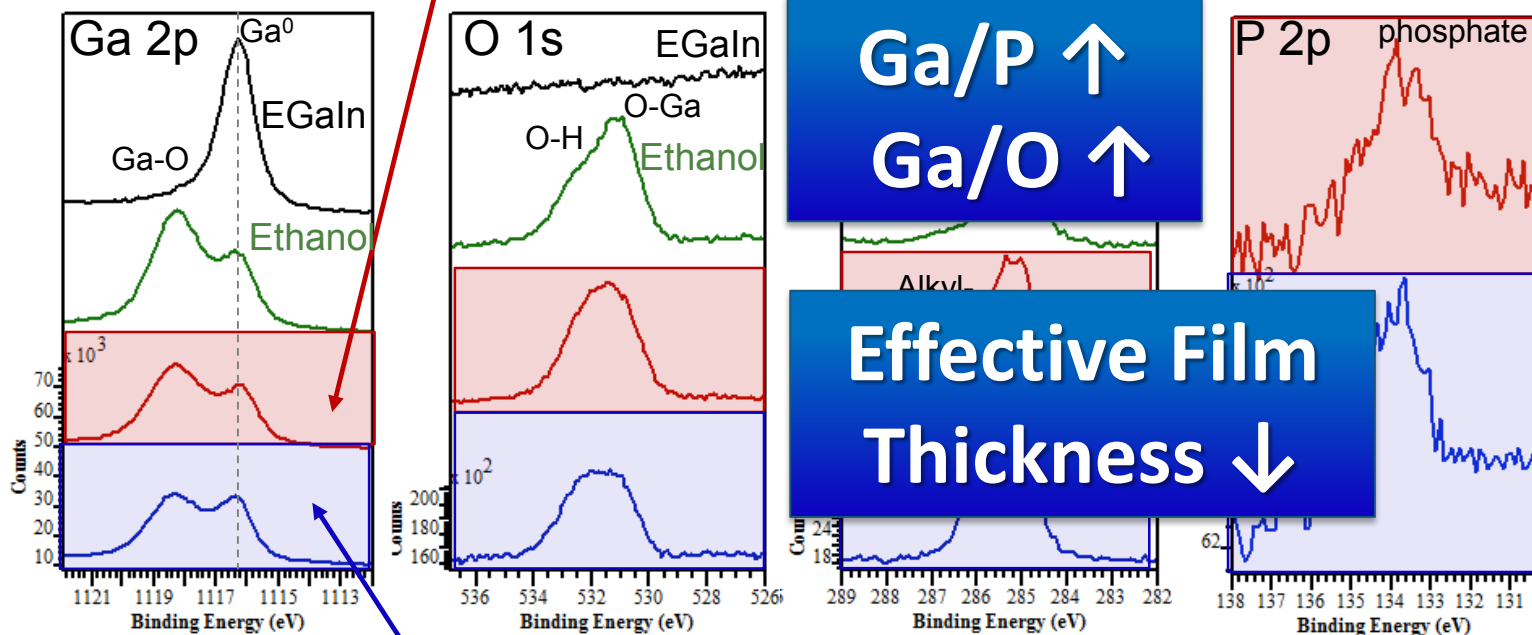 Ga 2p
Ga⁰
EGaIn
Ga-O
Ethanol
x 10³
70
60
50
40
30
20
10
Counts
1121 1119 1117 1115 1113
Binding Energy (eV)
O 1s
EGaIn
O-Ga
O-H
Ethanol
x 10²
200
180
160
Counts
536 534 532 530 528 526
Binding Energy (eV)
Ga/P ↑
Ga/O ↑
Alkyl-
Effective Film
Thickness ↓
24
18
289 288 287 286 285 284 283 282
Binding Energy (eV)
P 2p
phosphate
x 10²
62
138 137 136 135 134 133 132 131
Binding Energy (eV)